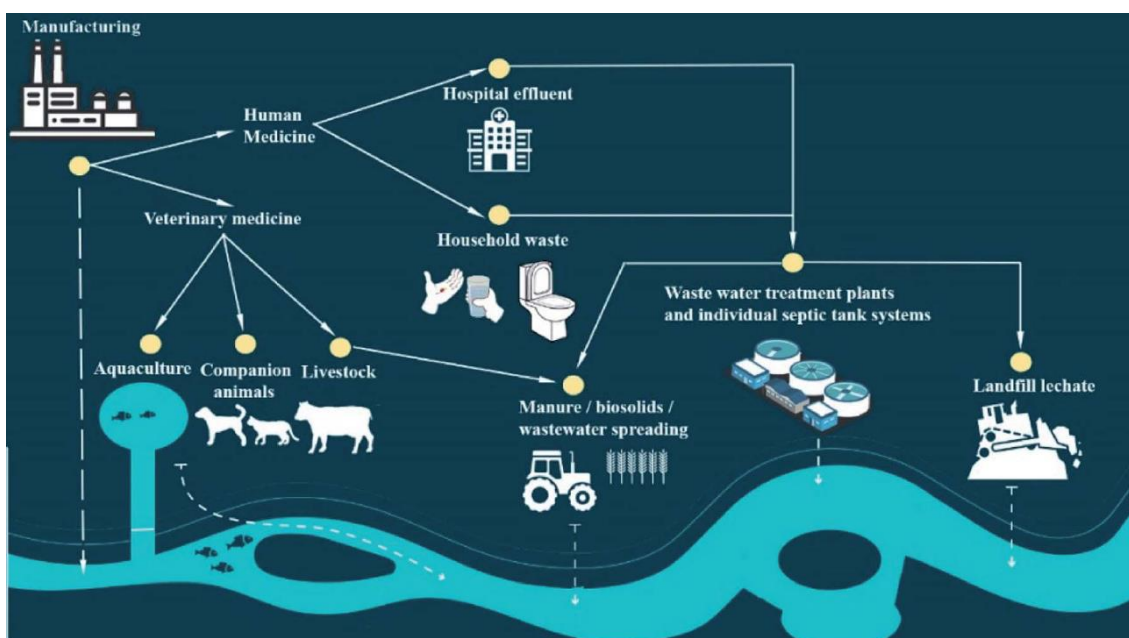 Manufacturing
Hospital effluent
Human
Medicine
Veterinary medicine
Household waste
Waste water treatment plants
and individual septic tank systems
Aquaculture
Companion
animals
Livestock
Manure / biosolids /
wastewater spreading
Landfill lechate